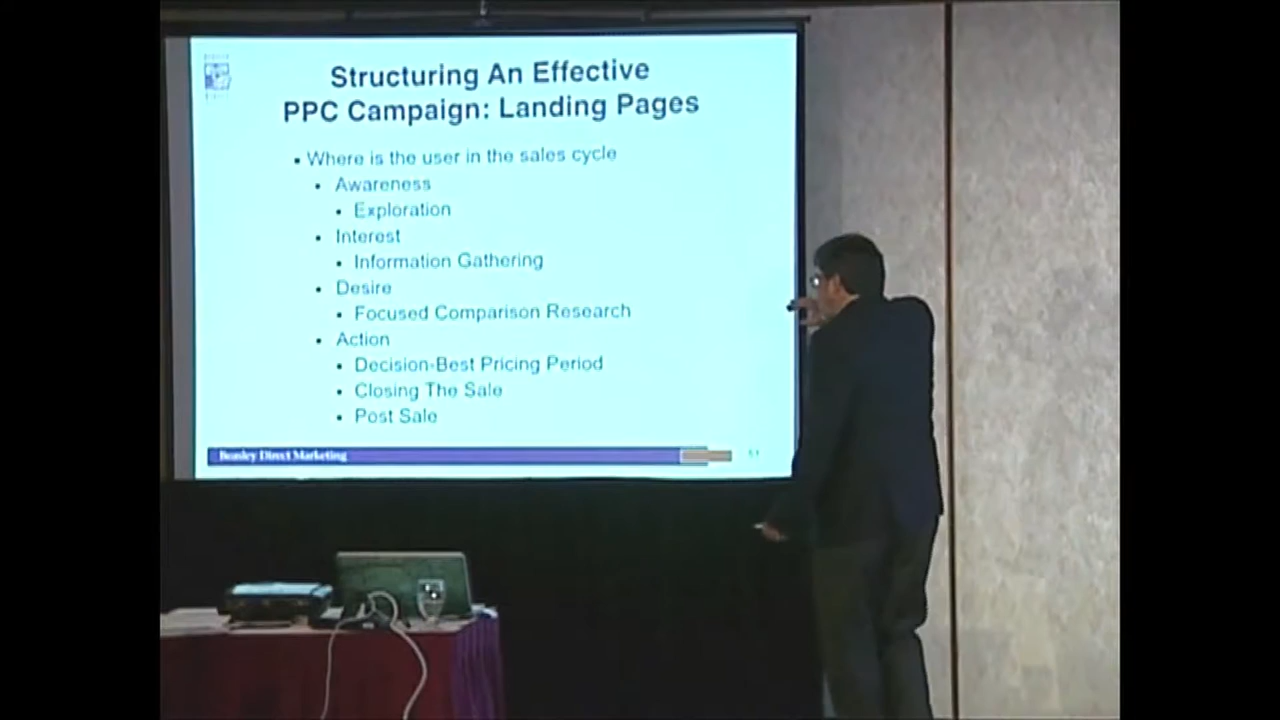 Structuring An Effective
PPC Campaign: Landing Pages
• Where is the user in the sales cycle
• Awareness
• Exploration
• Interest
• Information Gathering
• Desire
• Focused Comparison Research
• Action
• Decision-Best Pricing Period
• Closing The Sale
• Post Sale
Beasley Direct Marketing